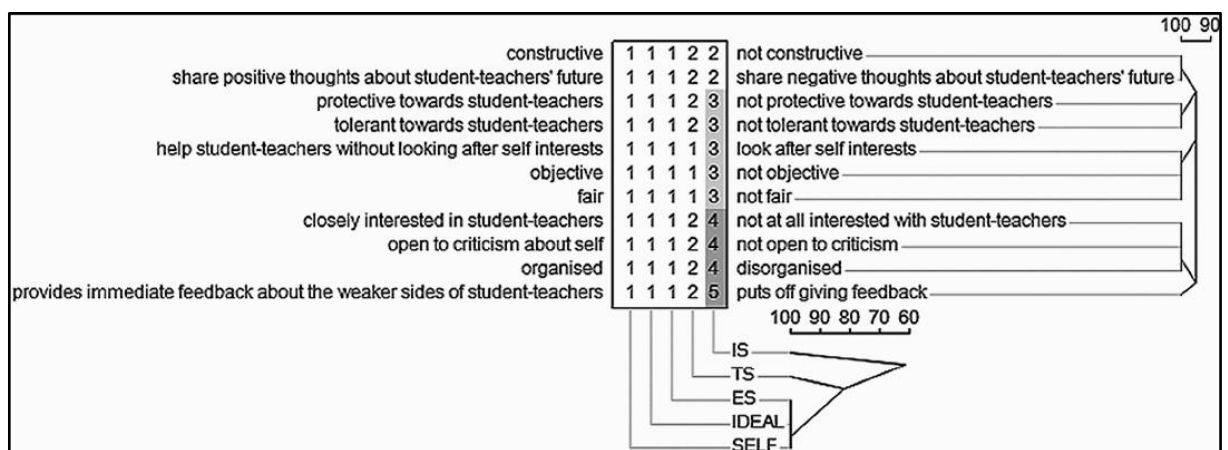 100 90
constructive 1 1 1 2 2 not constructive
share positive thoughts about student-teachers' future 1 1 1 2 2 share negative thoughts about student-teachers' future
protective towards student-teachers 1 1 1 2 3 not protective towards student-teachers
tolerant towards student-teachers 1 1 1 2 3 not tolerant towards student-teachers
help student-teachers without looking after self interests 1 1 1 1 3 look after self interests
objective 1 1 1 1 3 not objective
fair 1 1 1 1 3 not fair
closely interested in student-teachers 1 1 1 2 4 not at all interested with student-teachers
open to criticism about self 1 1 1 2 4 not open to criticism
organised 1 1 1 2 4 disorganised
provides immediate feedback about the weaker sides of student-teachers 1 1 1 2 5 puts off giving feedback
100 90 80 70 60
IS
TS
ES
IDEAL
SELF